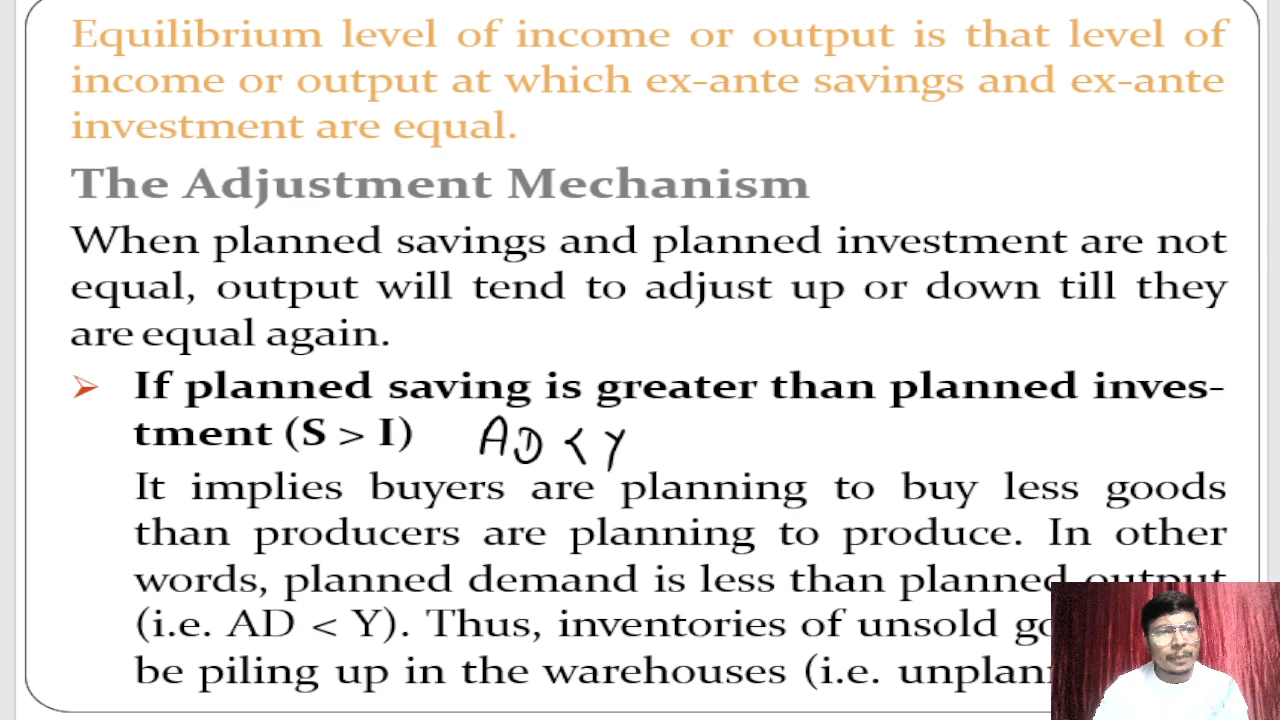 Equilibrium level of income or output is that level of
income or output at which ex-ante savings and ex-ante
investment are equal.
The Adjustment Mechanism
When planned savings and planned investment are not
equal, output will tend to adjust up or down till they
are equal again.
If planned saving is greater than planned inves-
tment (S > I) AD < Y
It implies buyers are planning to buy less goods
than producers are planning to produce. In other
words, planned demand is less than planned output
(i.e. AD < Y). Thus, inventories of unsold
be piling up in the warehouses (i.e.